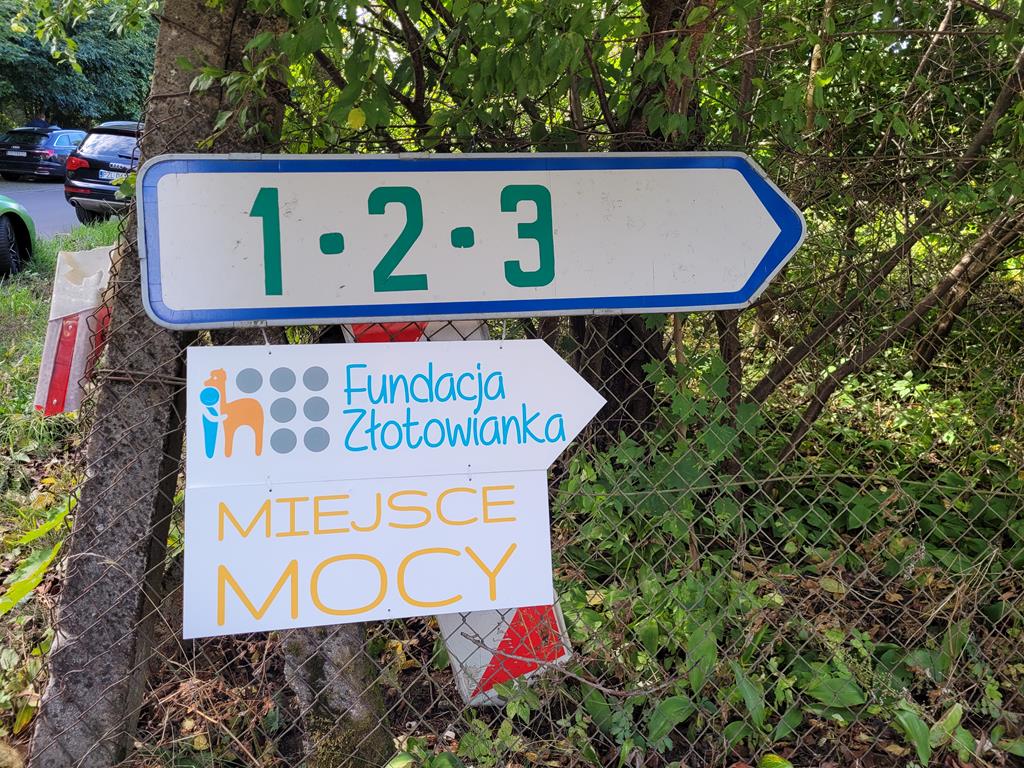 1·2·3
Fundacja
Złotowianka
MIEJSCE
MOCY